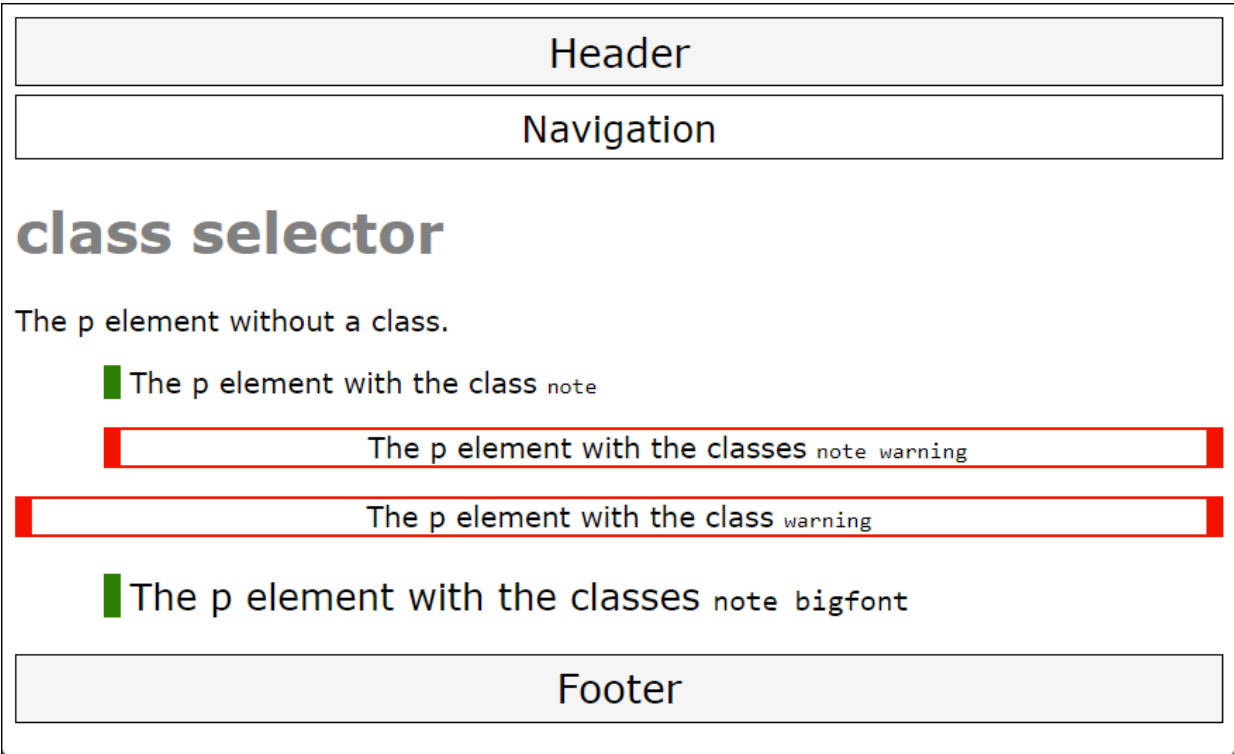 Header
Navigation
class selector
The p element without a class.
The p element with the class note
The p element with the classes note warning
The p element with the class warning
The p element with the classes note bigfont
Footer